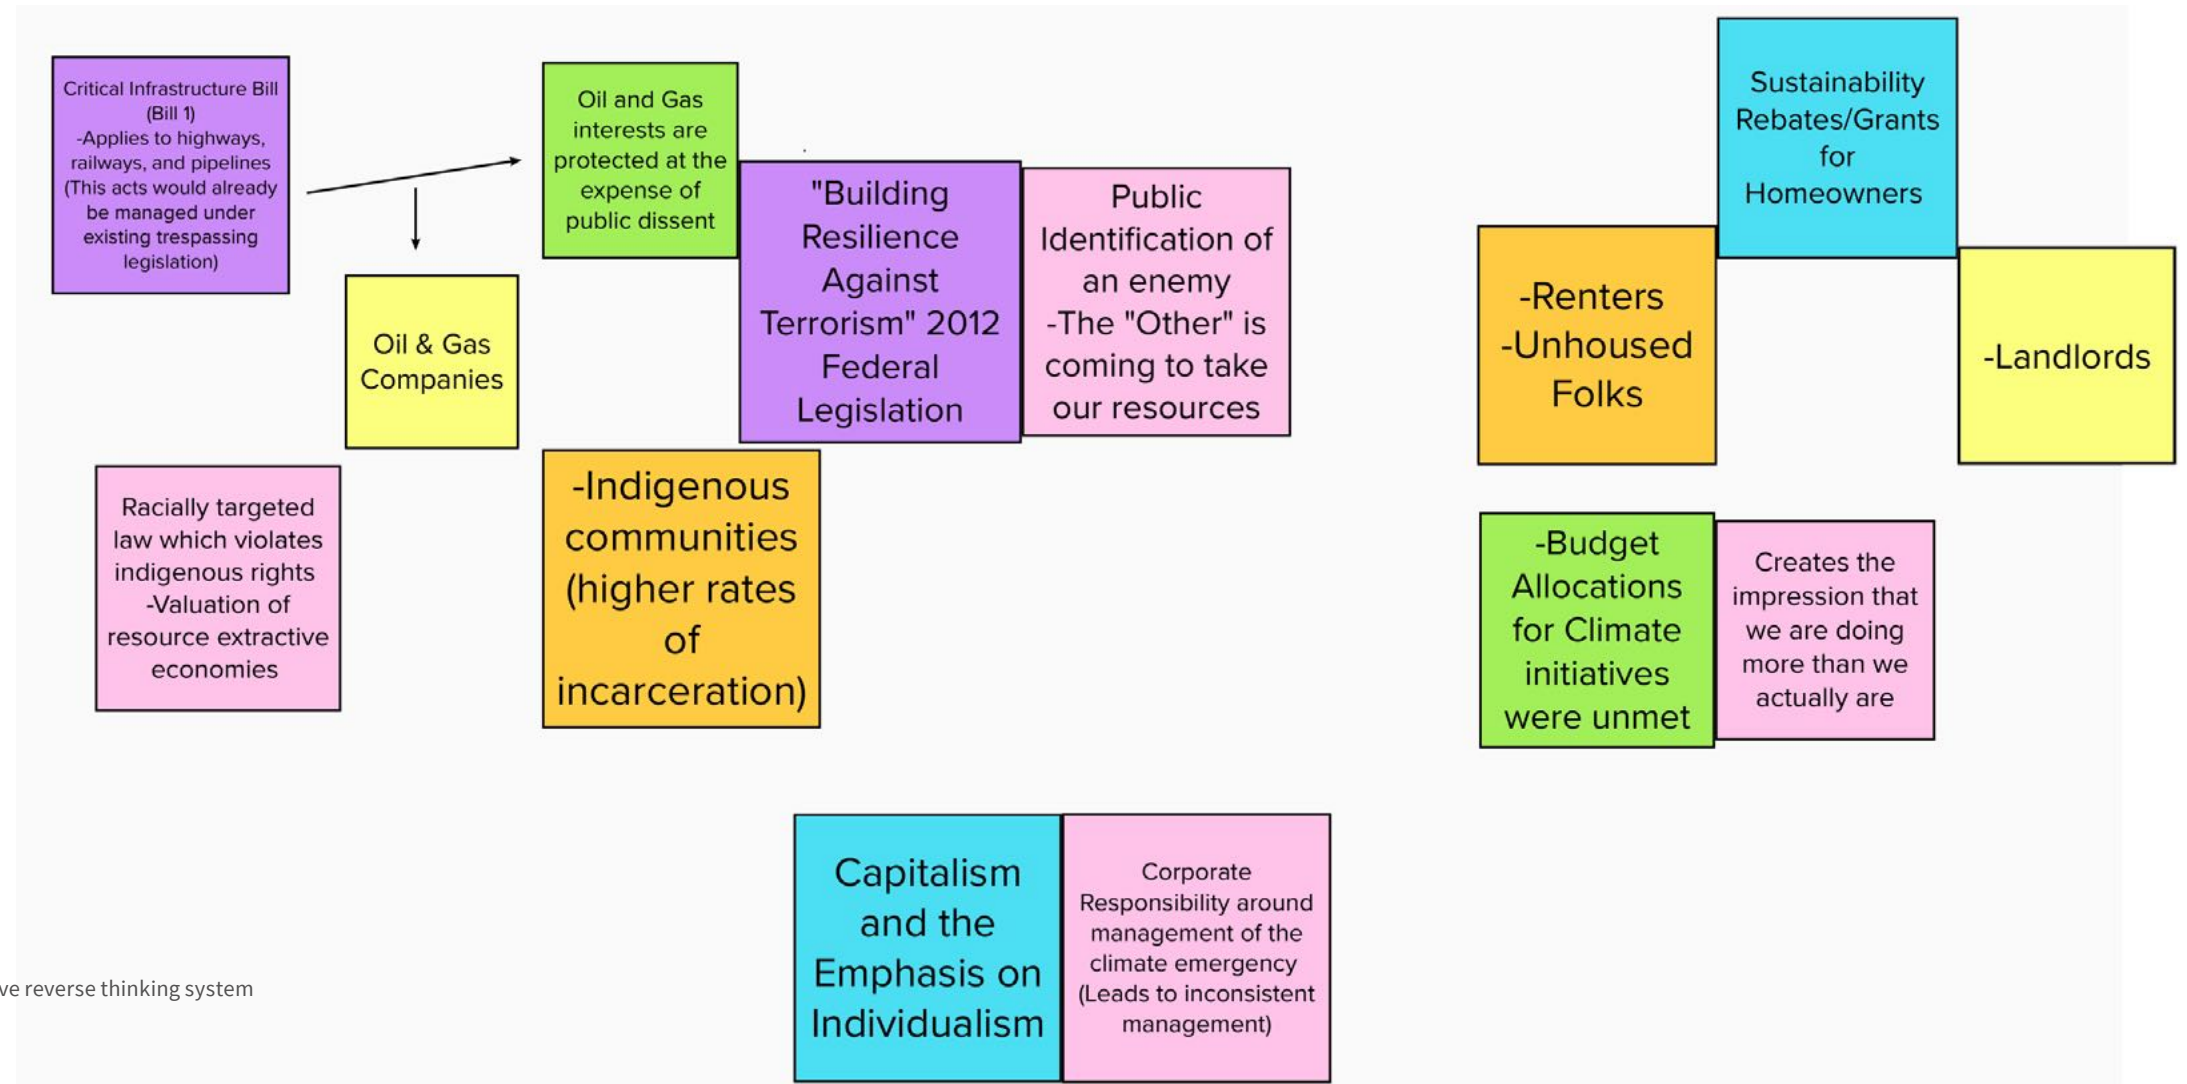 Critical Infrastructure Bill
(Bill 1)
-Applies to highways,
railways, and pipelines
(This acts would already
be managed under
existing trespassing
legislation)
Oil and Gas
interests are
protected at the
expense of
public dissent
Oil & Gas
Companies
"Building
Resilience
Against
Terrorism" 2012
Federal
Legislation
Public
Identification of
an enemy
-The "Other" is
coming to take
our resources
Racially targeted
law which violates
indigenous rights
-Valuation of
resource extractive
economies
-Indigenous
communities
(higher rates
of
incarceration)
Sustainability
Rebates/Grants
for
Homeowners
-Renters
-Unhoused
Folks
-Landlords
-Budget
Allocations
for Climate
initiatives
were unmet
Creates the
impression that
we are doing
more than we
actually are
Capitalism
and the
Emphasis on
Individualism
Corporate
Responsibility around
management of the
climate emergency
(Leads to inconsistent
management)
ve reverse thinking system